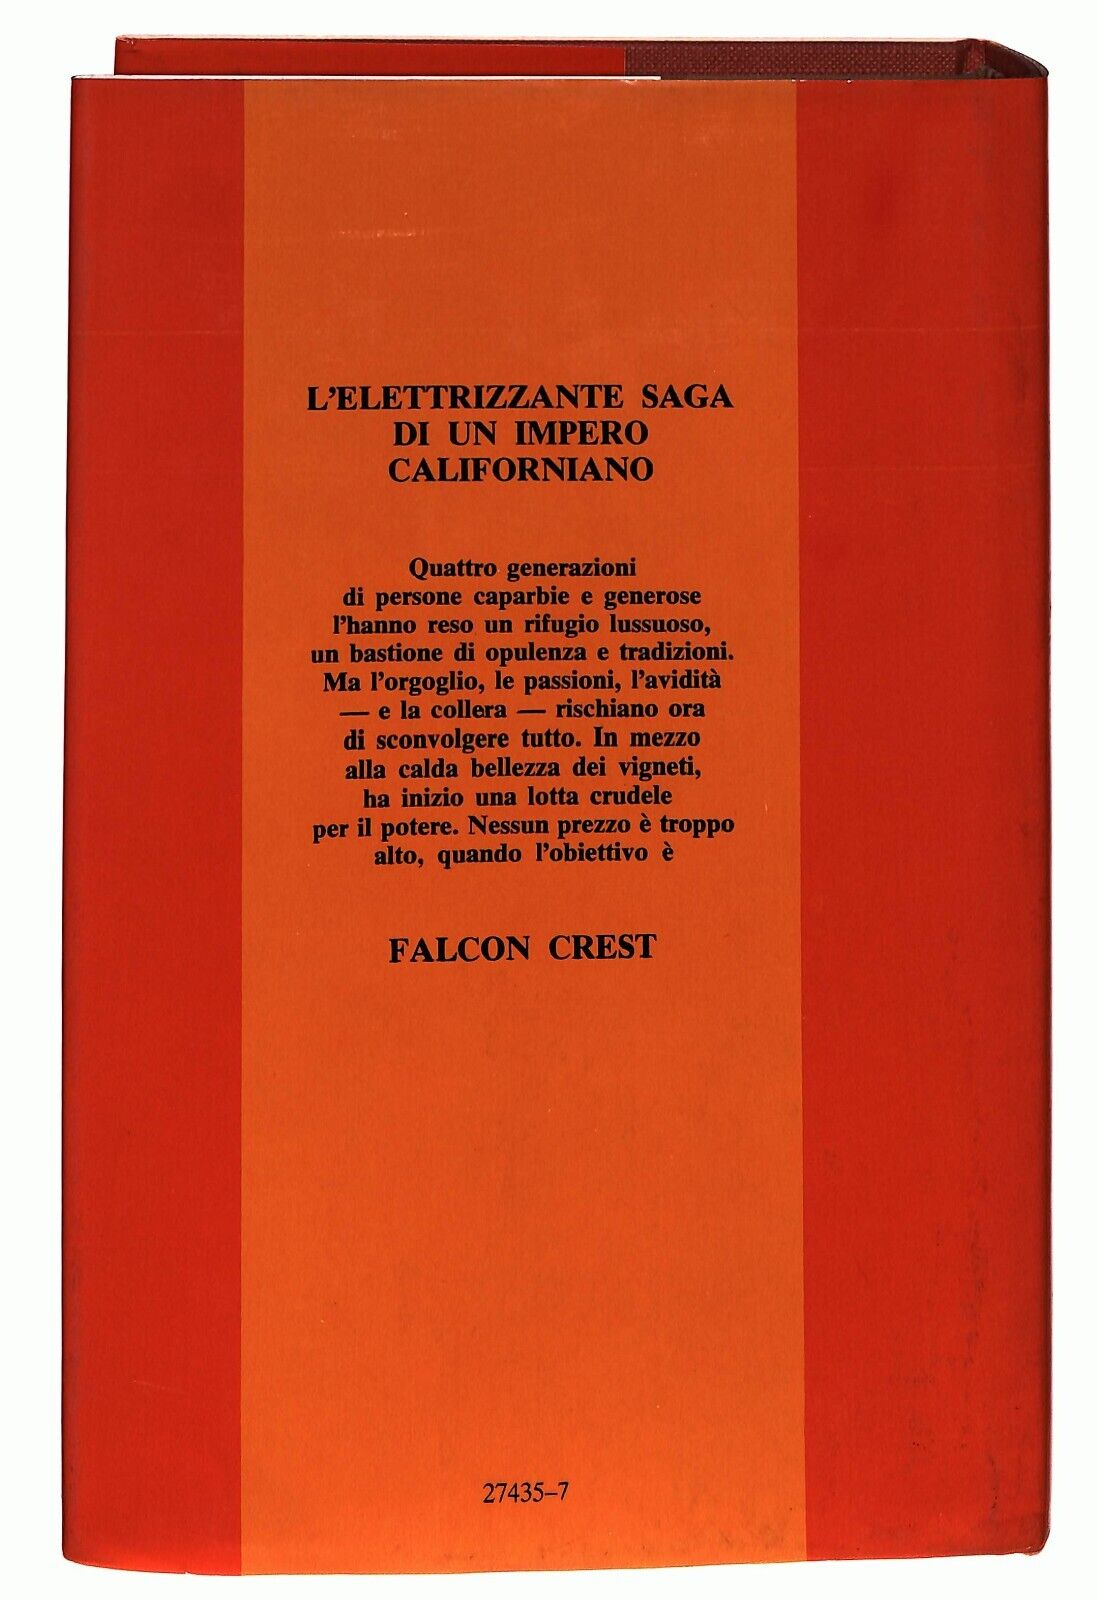 L'ELETTRIZZANTE SAGA
DI UN IMPERO
CALIFORNIANO
Quattro generazioni
di persone caparbie e generose
l'hanno reso un rifugio lussuoso,
un bastione di opulenza e tradizioni.
Ma l'orgoglio, le passioni, l'avidità
— e la collera — rischiano ora
di sconvolgere tutto. In mezzo
alla calda bellezza dei vigneti,
ha inizio una lotta crudele
per il potere. Nessun prezzo è troppo
alto, quando l'obiettivo è
FALCON CREST
27435–7